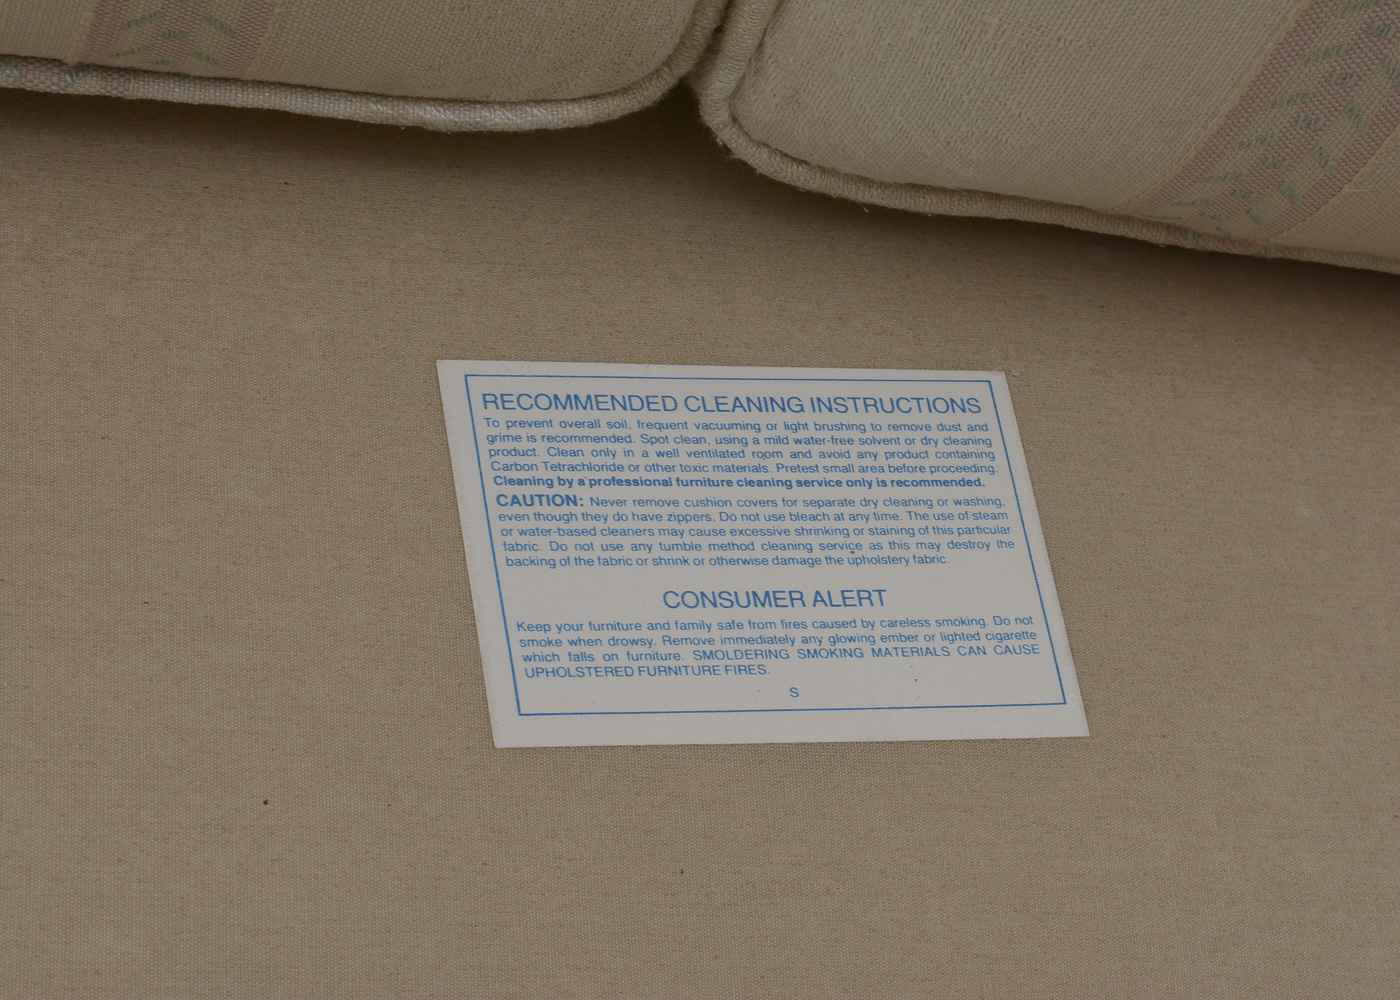 RECOMMENDED CLEANING INSTRUCTIONS
To prevent overall soil, frequent vacuuming or light brushing to remove dust and
grime is recommended. Spot clean, using a mild water-free solvent or dry cleaning
product. Clean only in a well ventilated room and avoid any product containing
Carbon Tetrachloride or other toxic materials. Pretest small area before proceeding.
Cleaning by a professional furniture cleaning service only is recommended.
CAUTION: Never remove cushion covers for separate dry cleaning or washing,
even though they do have zippers. Do not use bleach at any time. The use of steam
or water-based cleaners may cause excessive shrinking or staining of this particular
fabric. Do not use any tumble method cleaning service as this may destroy the
backing of the fabric or shrink or otherwise damage the upholstery fabric.
CONSUMER ALERT
Keep your furniture and family safe from fires caused by careless smoking. Do not
smoke when drowsy. Remove immediately any glowing ember or lighted cigarette
which falls on furniture. SMOLDERING SMOKING MATERIALS CAN CAUSE
UPHOLSTERED FURNITURE FIRES.
S